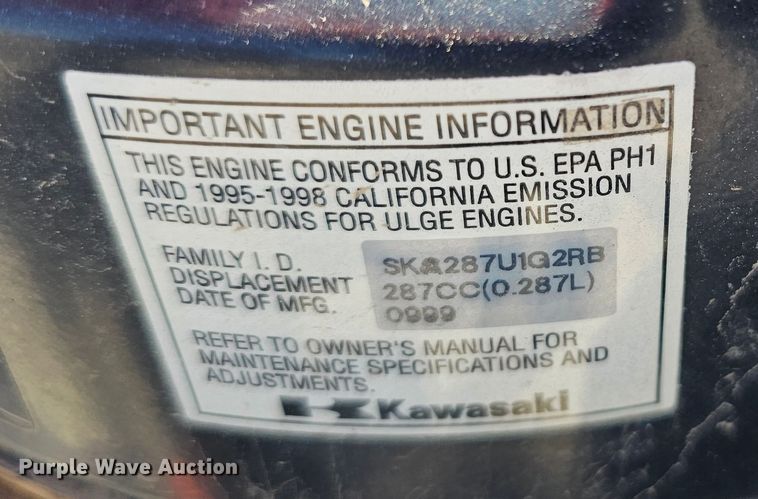 IMPORTANT ENGINE INFORMATION
THIS ENGINE CONFORMS TO U.S. EPA PH1
AND 1995-1998 CALIFORNIA EMISSION
REGULATIONS FOR ULGE ENGINES.
FAMILY I. D. SKA287U1G2RB
DISPLACEMENT 287CC(0.287L)
DATE OF MFG. 0999
REFER TO OWNER'S MANUAL FOR
MAINTENANCE SPECIFICATIONS AND
ADJUSTMENTS.
Kawasaki
Purple Wave Auction